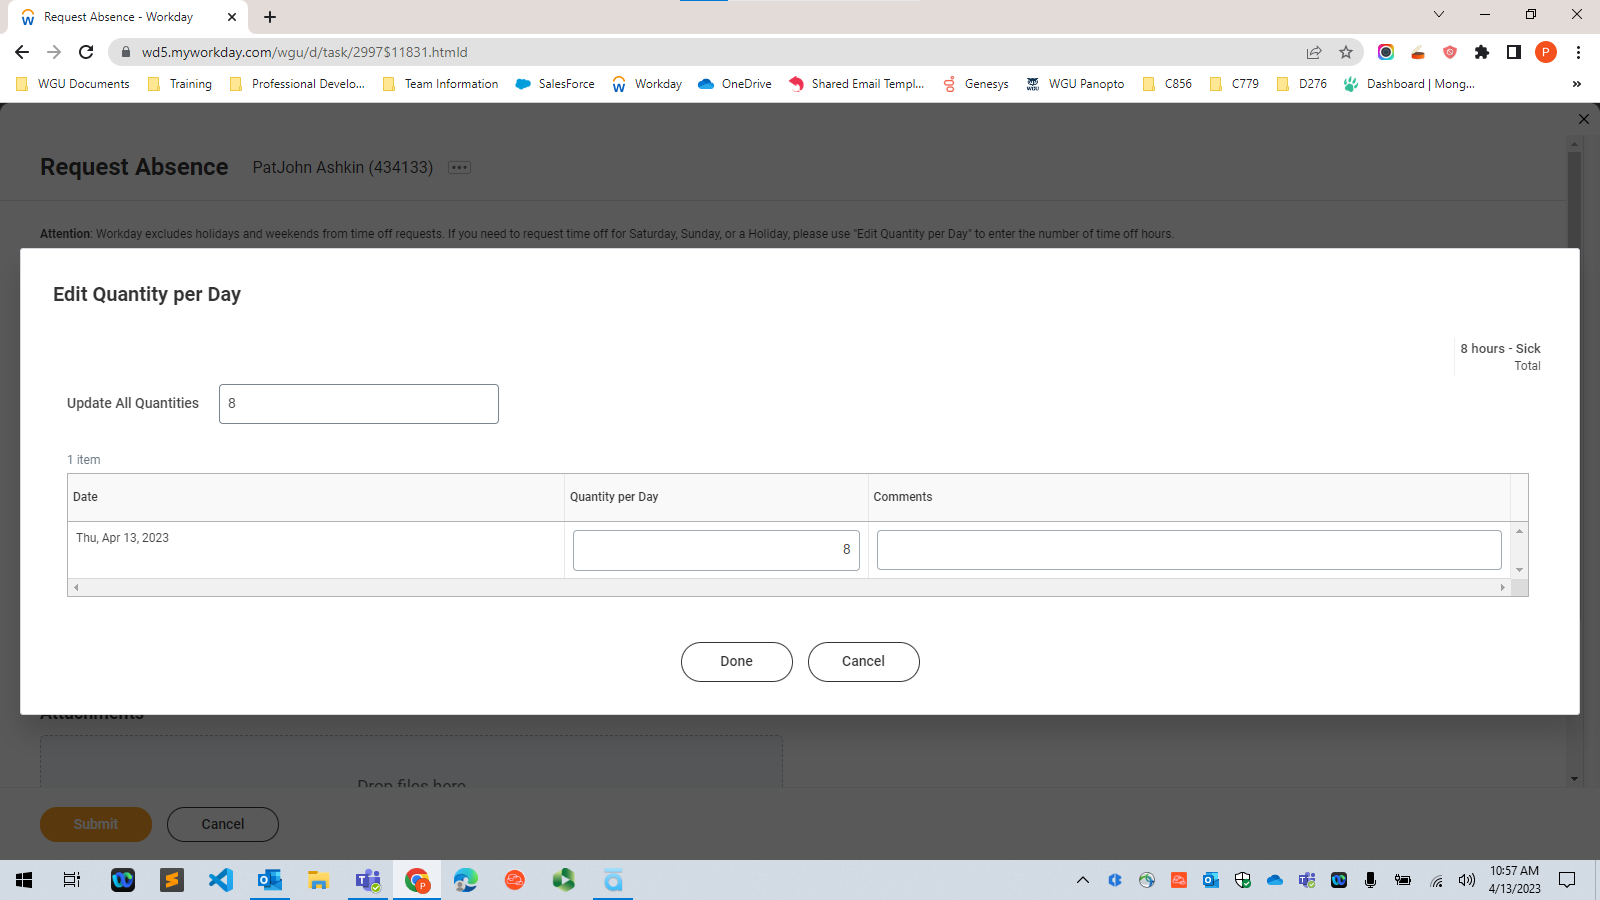 Request Absence - Workday
wd5.myworkday.com/wgu/d/task/2997$11831.htmld
P
WGU Documents
Training
Professional Develo...
Team Information
SalesForce
Workday
OneDrive
Shared Email Templ...
Genesys
WGU Panopto
C856
C779
D276
Dashboard | Mong...
»
Request Absence PatJohn Ashkin (434133)
Attention: Workday excludes holidays and weekends from time off requests. If you need to request time off for Saturday, Sunday, or a Holiday, please use "Edit Quantity per Day" to enter the number of time off hours.
Edit Quantity per Day
8 hours - Sick
Total
Update All Quantities 8
1 item
Date Quantity per Day Comments
Thu, Apr 13, 2023 8
Done Cancel
Attachments
Drop files here
Submit Cancel
10:57 AM
4/13/2023